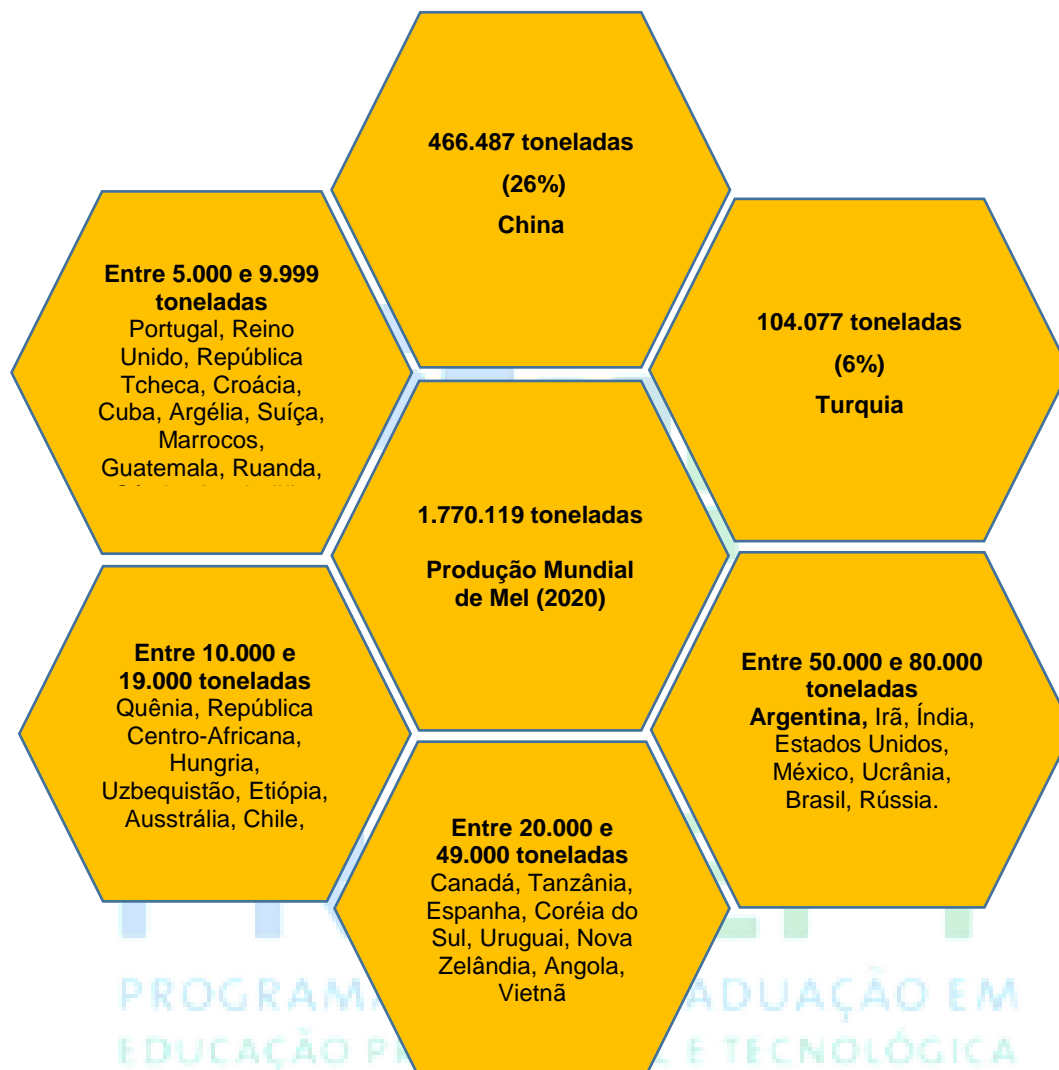 466.487 toneladas
(26%)
China
Entre 5.000 e 9.999
toneladas
Portugal, Reino
Unido, República
Tcheca, Croácia,
Cuba, Argélia, Suíça,
Marrocos,
Guatemala, Ruanda,
104.077 toneladas
(6%)
Turquia
1.770.119 toneladas
Produção Mundial
de Mel (2020)
Entre 10.000 e
19.000 toneladas
Quênia, República
Centro-Africana,
Hungria,
Uzbequistão, Etiópia,
Ausstrália, Chile,
Entre 50.000 e 80.000
toneladas
Argentina, Irã, Índia,
Estados Unidos,
México, Ucrânia,
Brasil, Rússia.
Entre 20.000 e
49.000 toneladas
Canadá, Tanzânia,
Espanha, Coréia do
Sul, Uruguai, Nova
Zelândia, Angola,
Vietnã
PROGRAMA ADUAÇÃO EM
EDUCAÇÃO P E TECNOLÓGICA